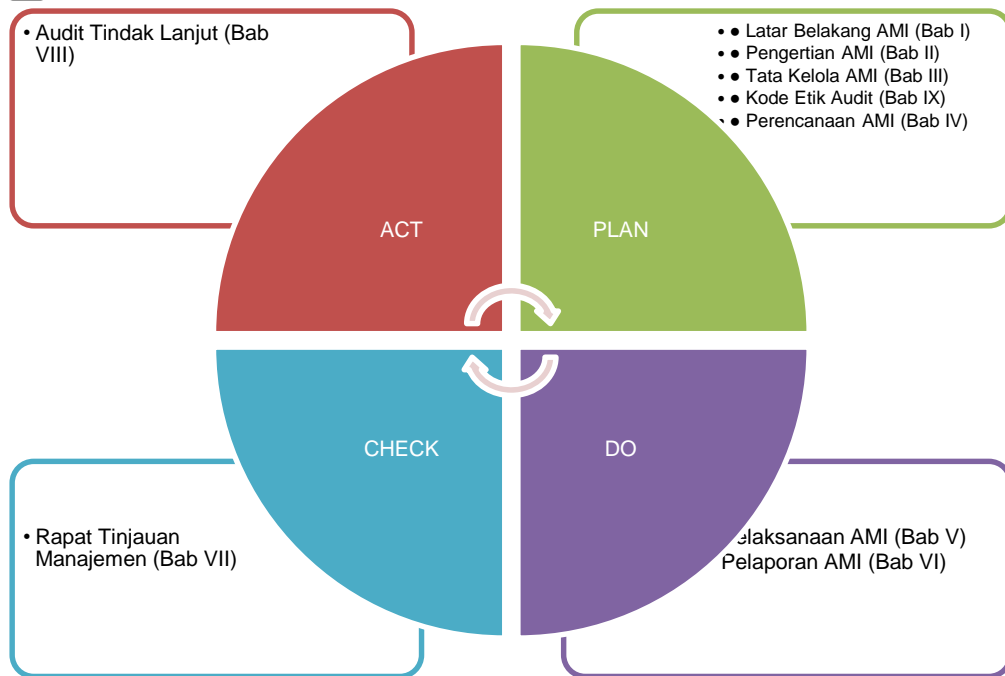 • Audit Tindak Lanjut (Bab
VIII)
• ● Latar Belakang AMI (Bab I)
• ● Pengertian AMI (Bab II)
• ● Tata Kelola AMI (Bab III)
• ● Kode Etik Audit (Bab IX)
• ● Perencanaan AMI (Bab IV)
ACT
PLAN
CHECK
DO
• Rapat Tinjauan
Manajemen (Bab VII)
elaksanaan AMI (Bab V)
Pelaporan AMI (Bab VI)